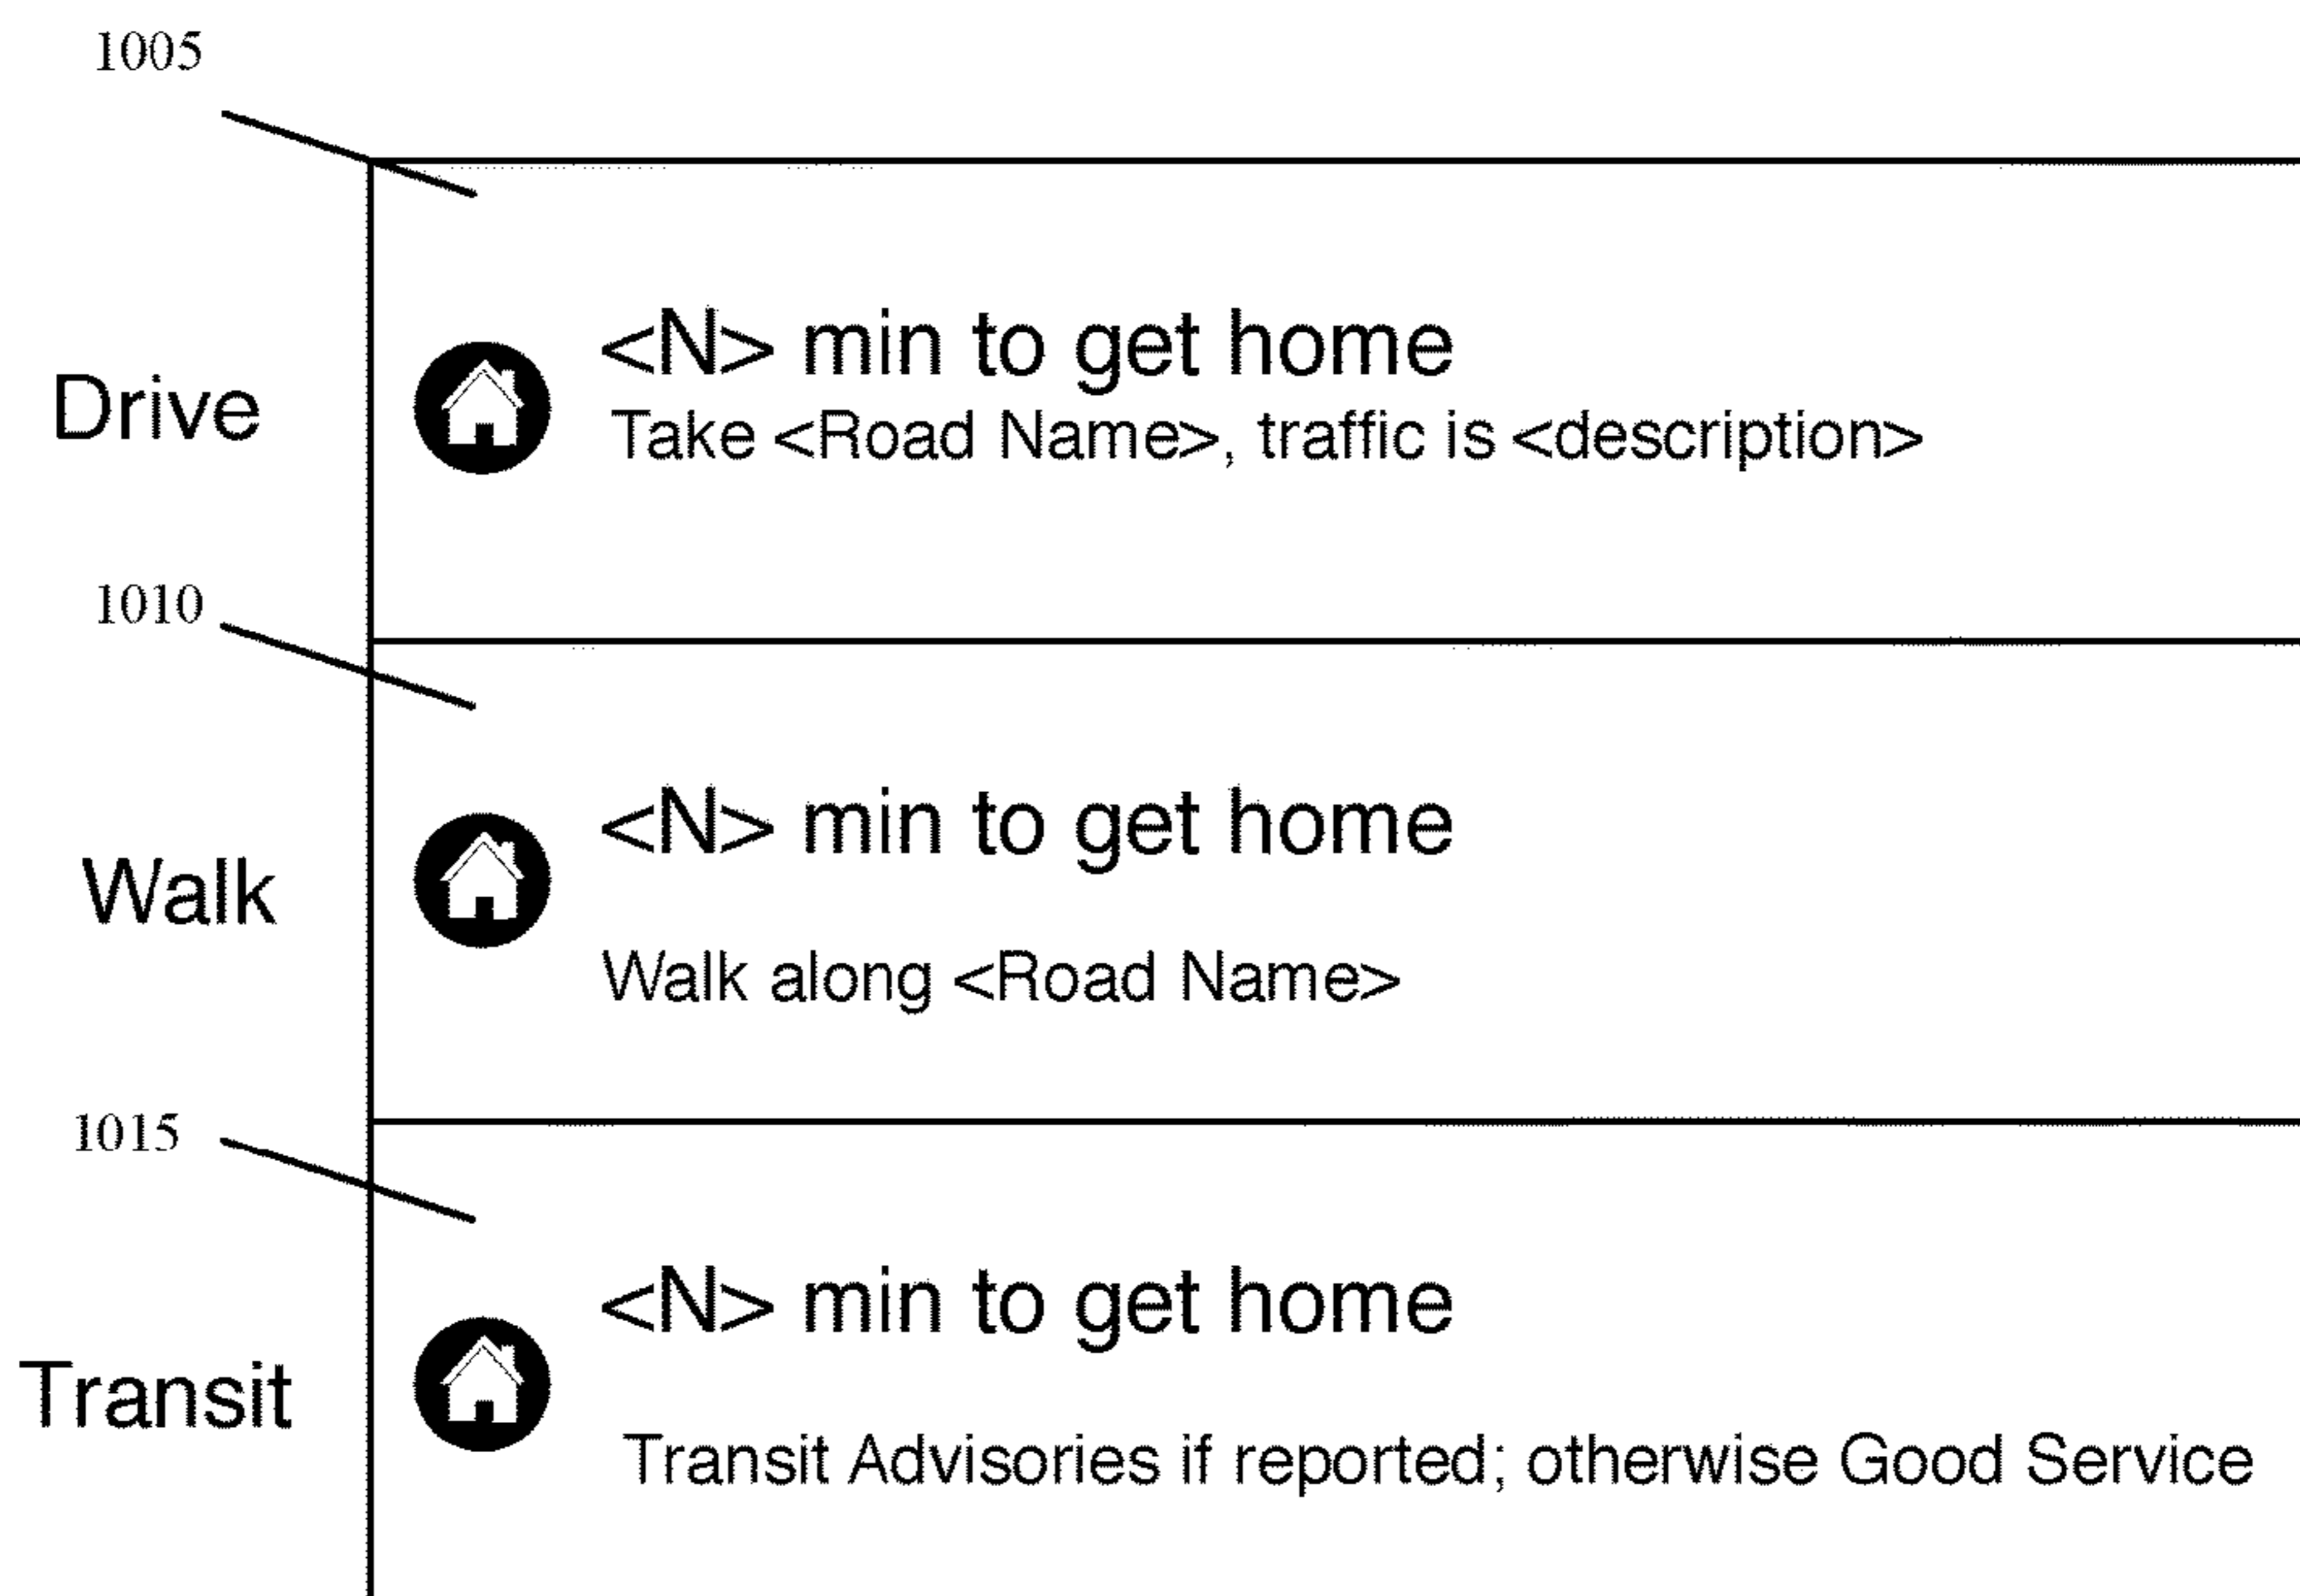 1005
<N> min to get home
Drive
Take <Road Name>, traffic is <description>
1010
<N> min to get home
Walk
Walk along <Road Name>
1015
<N> min to get home
Transit
Transit Advisories if reported; otherwise Good Service